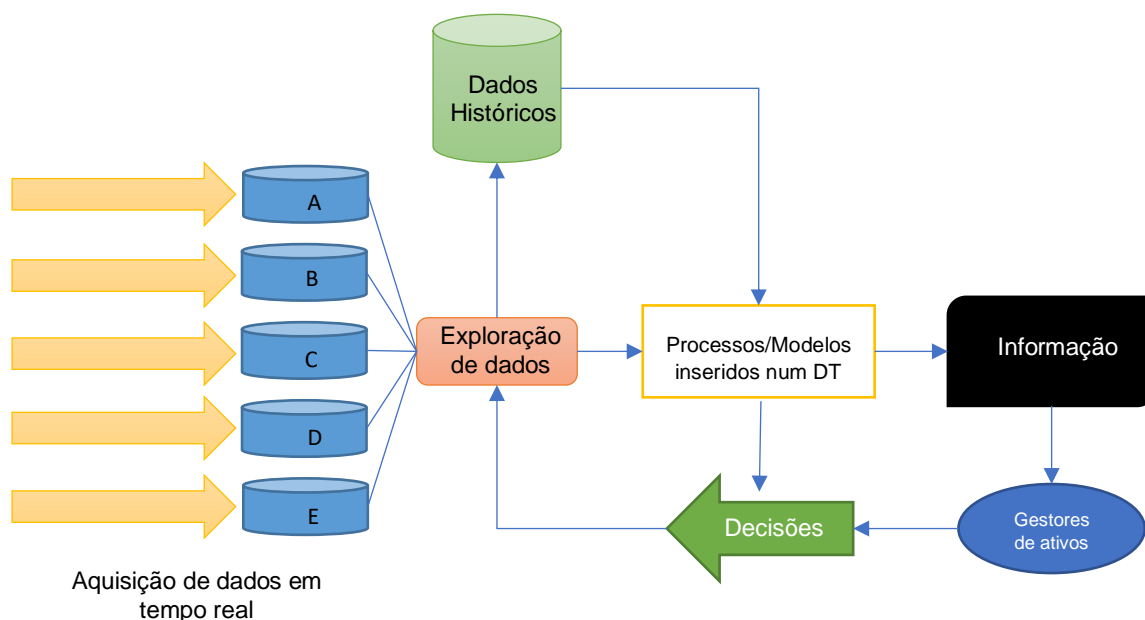 Dados
Históricos
A
B
C
D
E
Exploração
de dados
Processos/Modelos
inseridos num DT
Informação
Decisões
Gestores
de ativos
Aquisição de dados em
tempo real